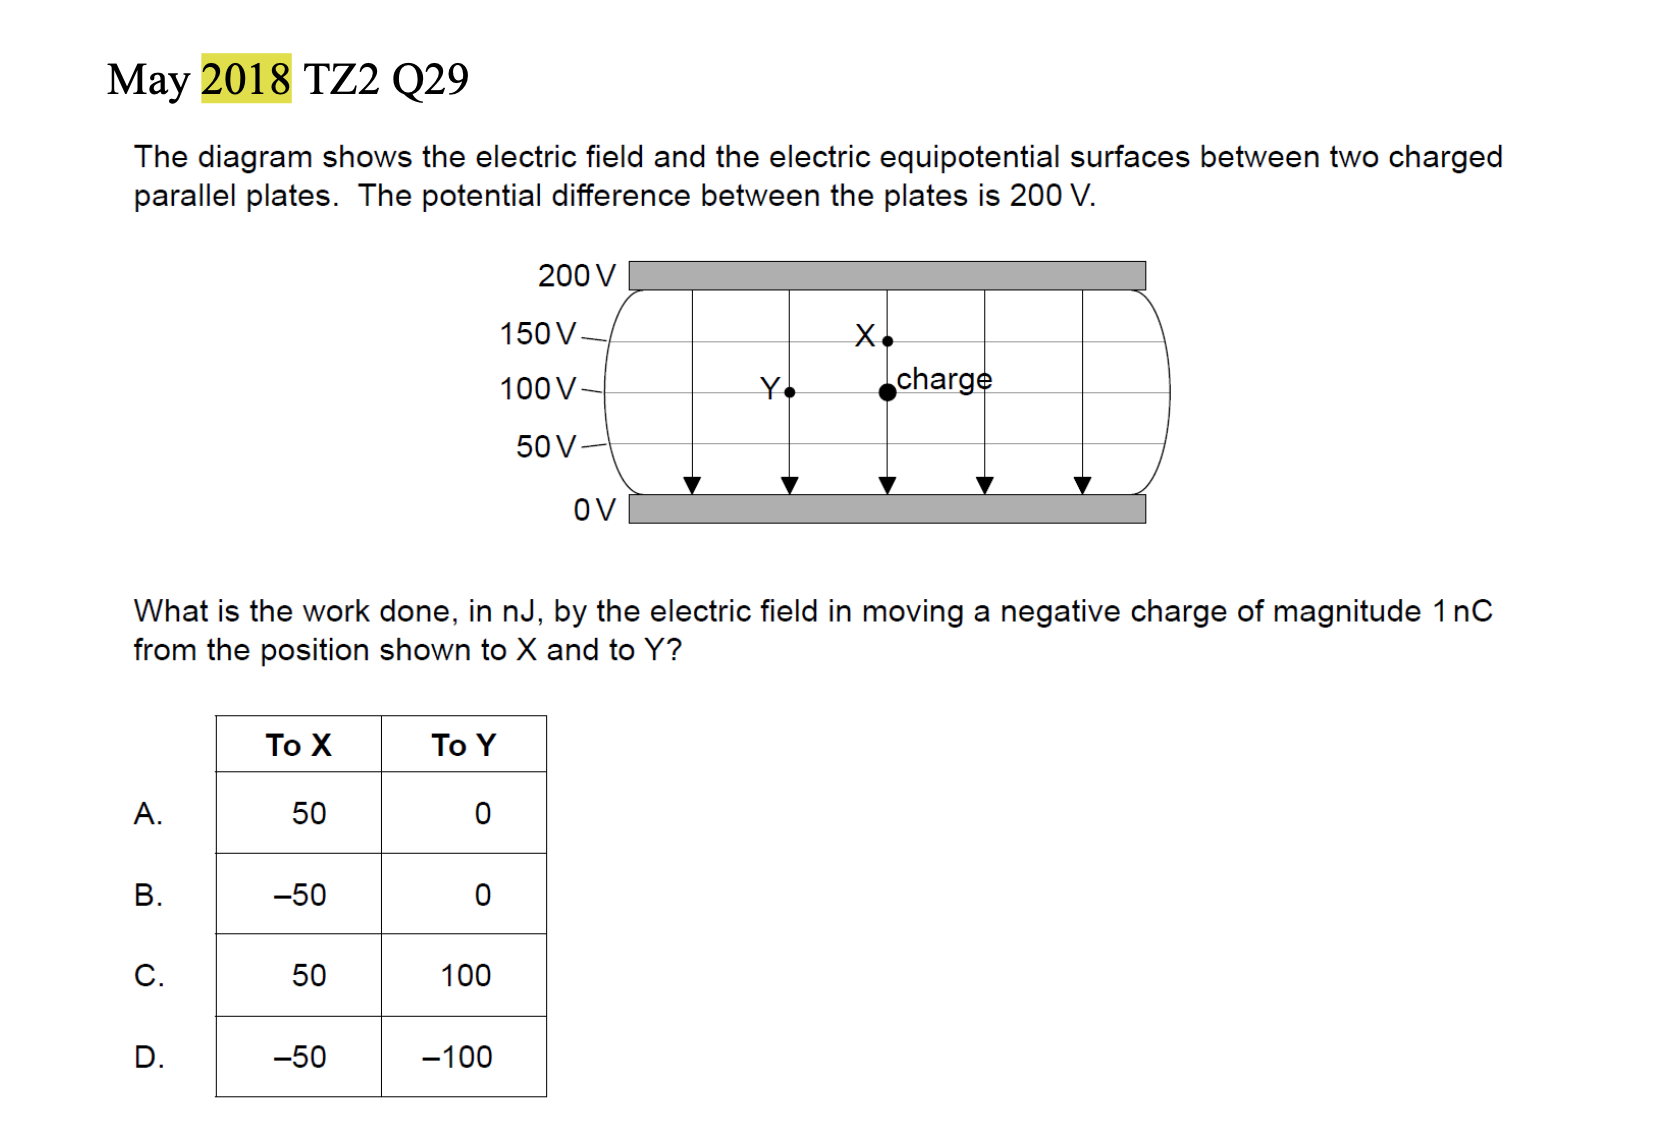 May 2018 TZ2 Q29
The diagram shows the electric field and the electric equipotential surfaces between two charged
parallel plates. The potential difference between the plates is 200 V.
200 V
150 V
X
100 V
Y
charge
50 V
0 V
What is the work done, in nJ, by the electric field in moving a negative charge of magnitude 1 nC
from the position shown to X and to Y?
To X To Y
A. 50 0
B. –50 0
C. 50 100
D. –50 –100